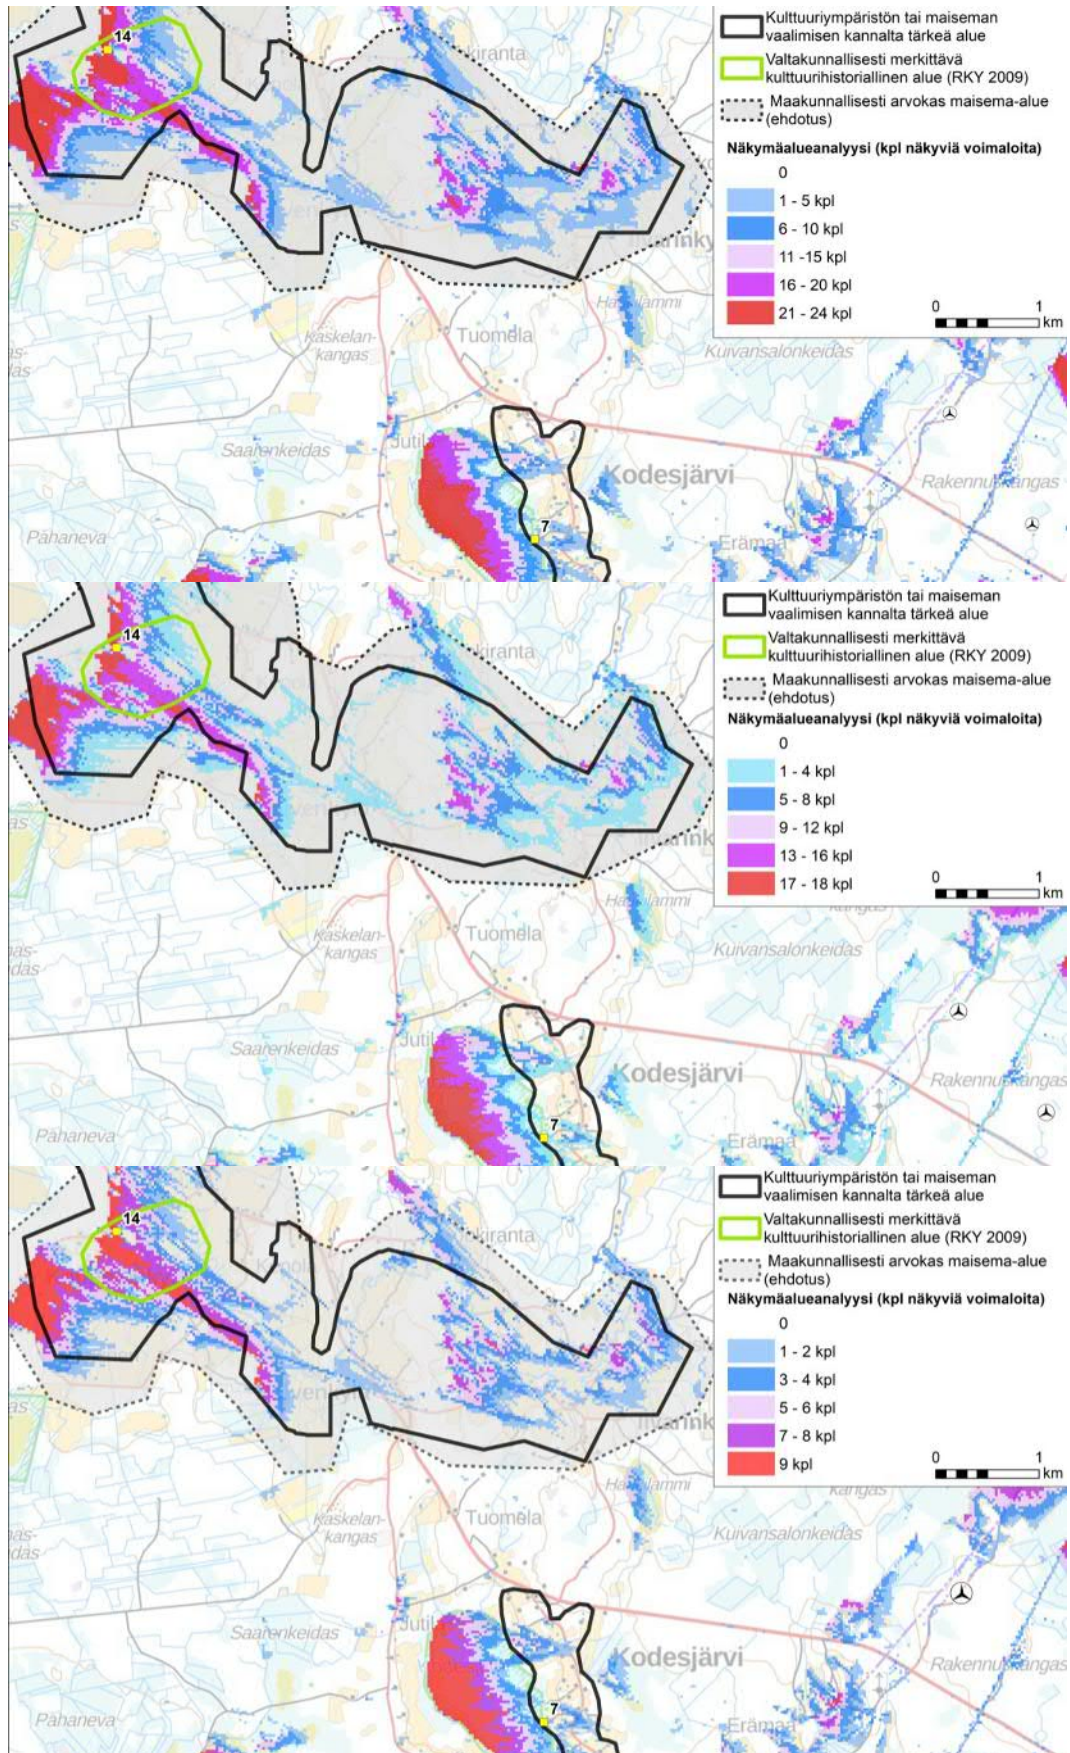 Kulttuuriympäristön tai maiseman
vaalimisen kannalta tärkeä alue
Valtakunnallisesti merkittävä
kulttuurihistoriallinen alue (RKY 2009)
Maakunnallisesti arvokas maisema-alue
(ehdotus)
Näkymäalueanalyysi (kpl näkyviä voimaloita)
0
1 - 5 kpl
6 - 10 kpl
11 -15 kpl
16 - 20 kpl
21 - 24 kpl
0 1
km
14
kiranta
Kaskelan-
kangas
Tuomela
Kuivansalonkeidas
Saarenkeidas
Kodesjärvi
Rakennuskangas
7
Pähaneva
Erämaa
Kulttuuriympäristön tai maiseman
vaalimisen kannalta tärkeä alue
Valtakunnallisesti merkittävä
kulttuurihistoriallinen alue (RKY 2009)
Maakunnallisesti arvokas maisema-alue
(ehdotus)
Näkymäalueanalyysi (kpl näkyviä voimaloita)
0
1 - 4 kpl
5 - 8 kpl
9 - 12 kpl
13 - 16 kpl
17 - 18 kpl
0 1
km
14
kiranta
kangas
Kaskelan-
kangas
Tuomela
Kuivansalonkeidas
Saarenkeidas
Kodesjärvi
Rakennuskangas
7
Pähaneva
Erämaa
Kulttuuriympäristön tai maiseman
vaalimisen kannalta tärkeä alue
Valtakunnallisesti merkittävä
kulttuurihistoriallinen alue (RKY 2009)
Maakunnallisesti arvokas maisema-alue
(ehdotus)
Näkymäalueanalyysi (kpl näkyviä voimaloita)
0
1 - 2 kpl
3 - 4 kpl
5 - 6 kpl
7 - 8 kpl
9 kpl
0 1
km
14
kiranta
kangas
Kaskelan-
kangas
Tuomela
Kuivansalonkeidas
Saarenkeidas
Kodesjärvi
Rakennuskangas
7
Pähaneva
Erämaa